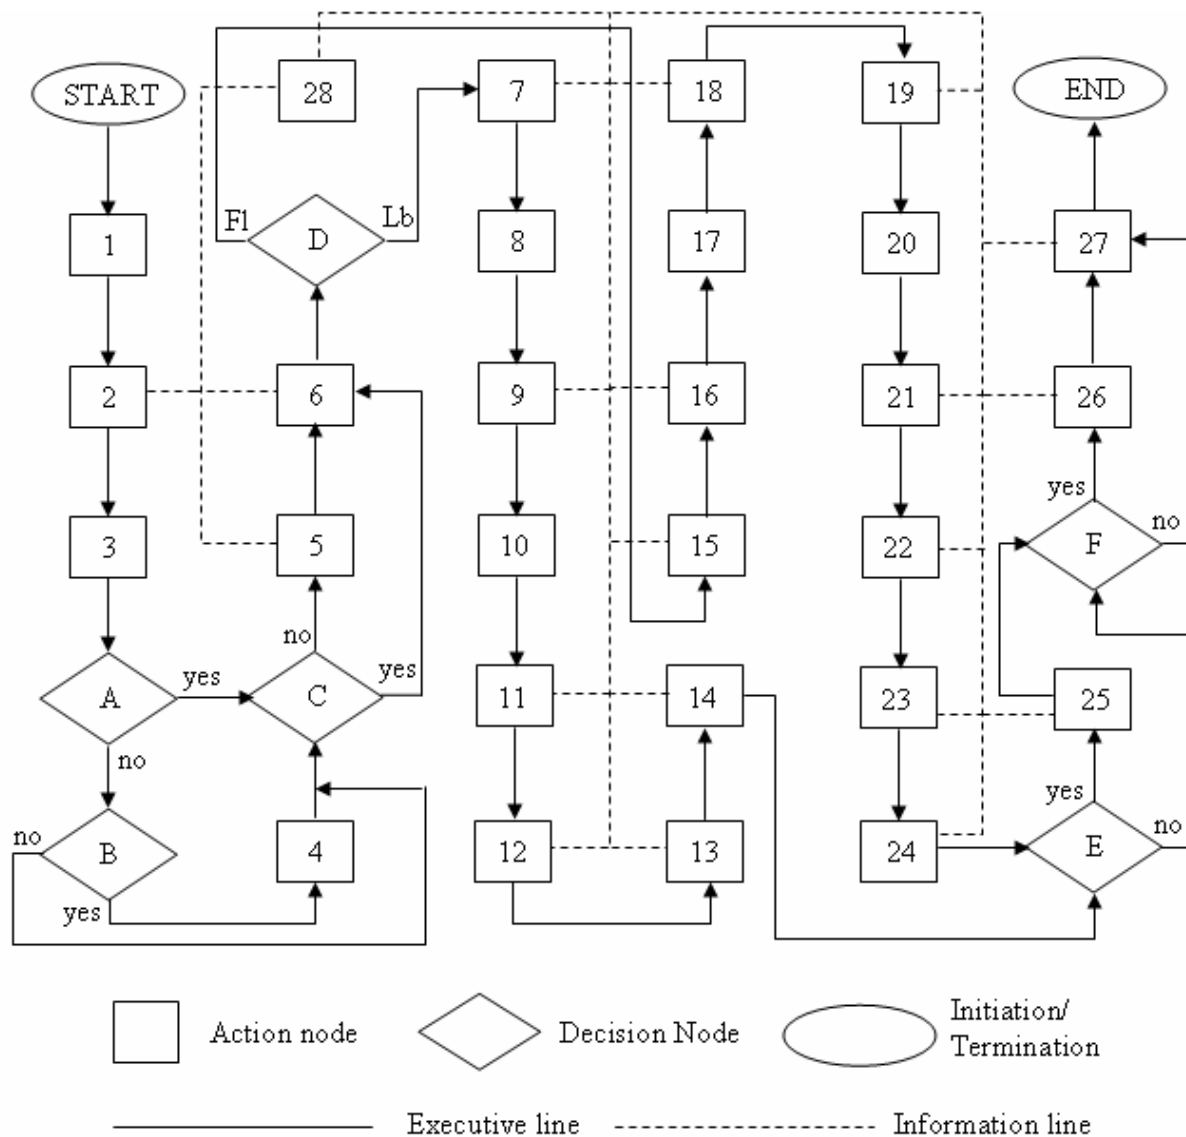 START
28
7
18
19
END
Fl
D
Lb
1
8
17
20
27
2
6
9
16
21
26
yes
no
3
5
10
15
22
F
no
yes
A
yes
C
11
14
23
25
no
yes
no
no
B
4
12
13
24
E
yes
Action node
Decision Node
Initiation/
Termination
Executive line
Information line